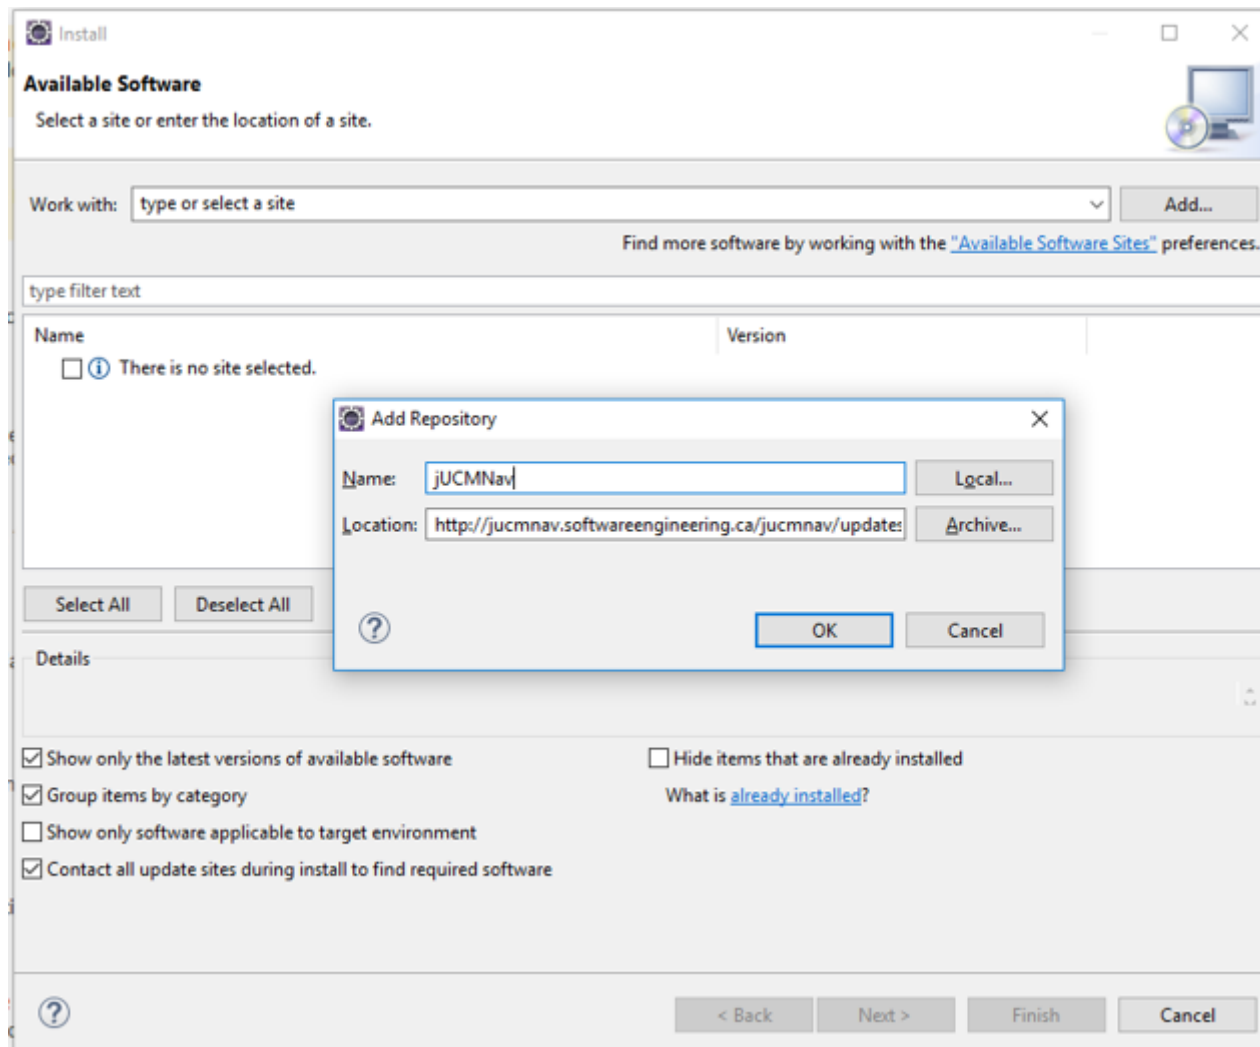 Install
Available Software
Select a site or enter the location of a site.
Work with: type or select a site Add...
Find more software by working with the "Available Software Sites" preferences.
type filter text
Name Version
There is no site selected.
Add Repository
Name: jUCMNav Local...
Location: http://jucmnav.softwareengineering.ca/jucmnav/updates Archive...
OK Cancel
Select All Deselect All
Details
Show only the latest versions of available software Hide items that are already installed
Group items by category What is already installed?
Show only software applicable to target environment
Contact all update sites during install to find required software
< Back Next > Finish Cancel